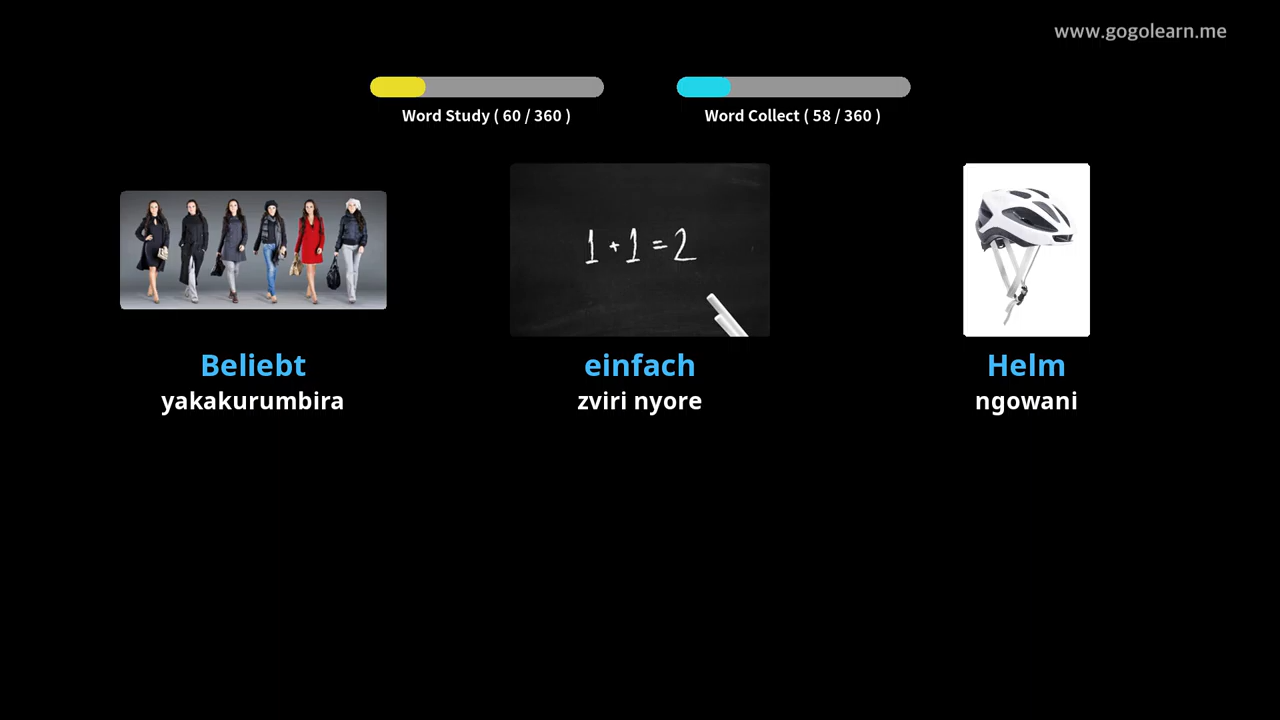 www.gogolearn.me
Word Study ( 60 / 360 )
Word Collect ( 58 / 360 )
1 + 1 = 2
Beliebt
einfach
Helm
yakakurumbira
zviri nyore
ngowani